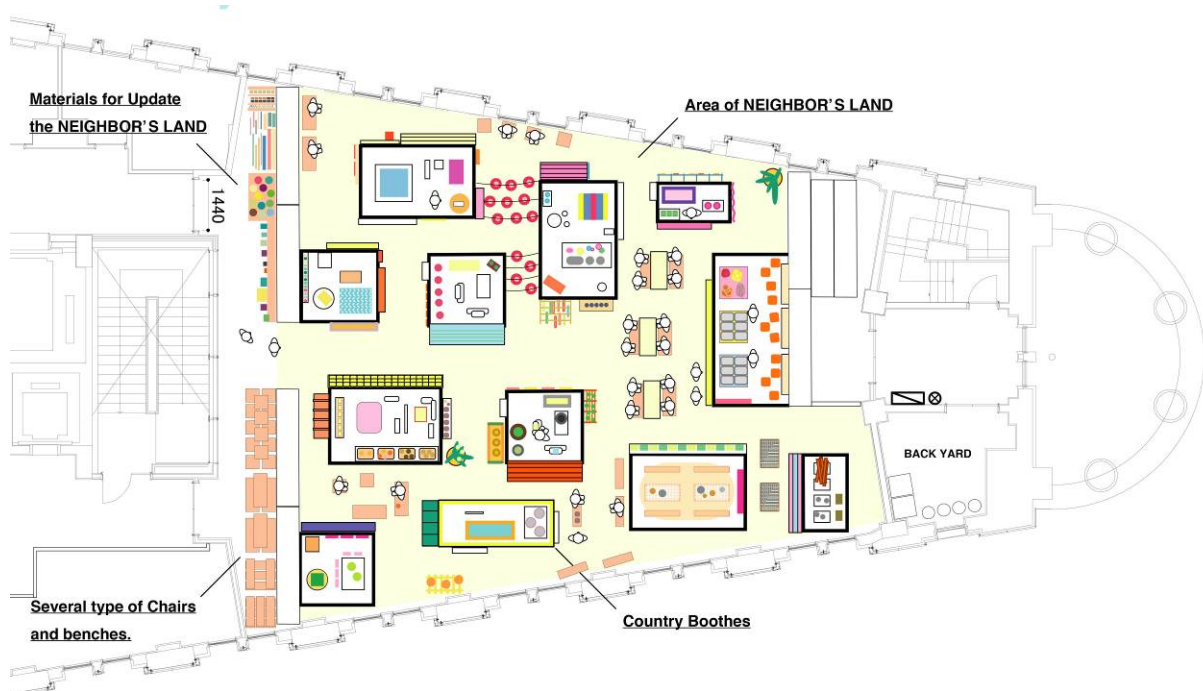 Materials for Update
the NEIGHBOR'S LAND
Area of NEIGHBOR'S LAND
1440
BACK YARD
Several type of Chairs
and benches.
Country Boothes